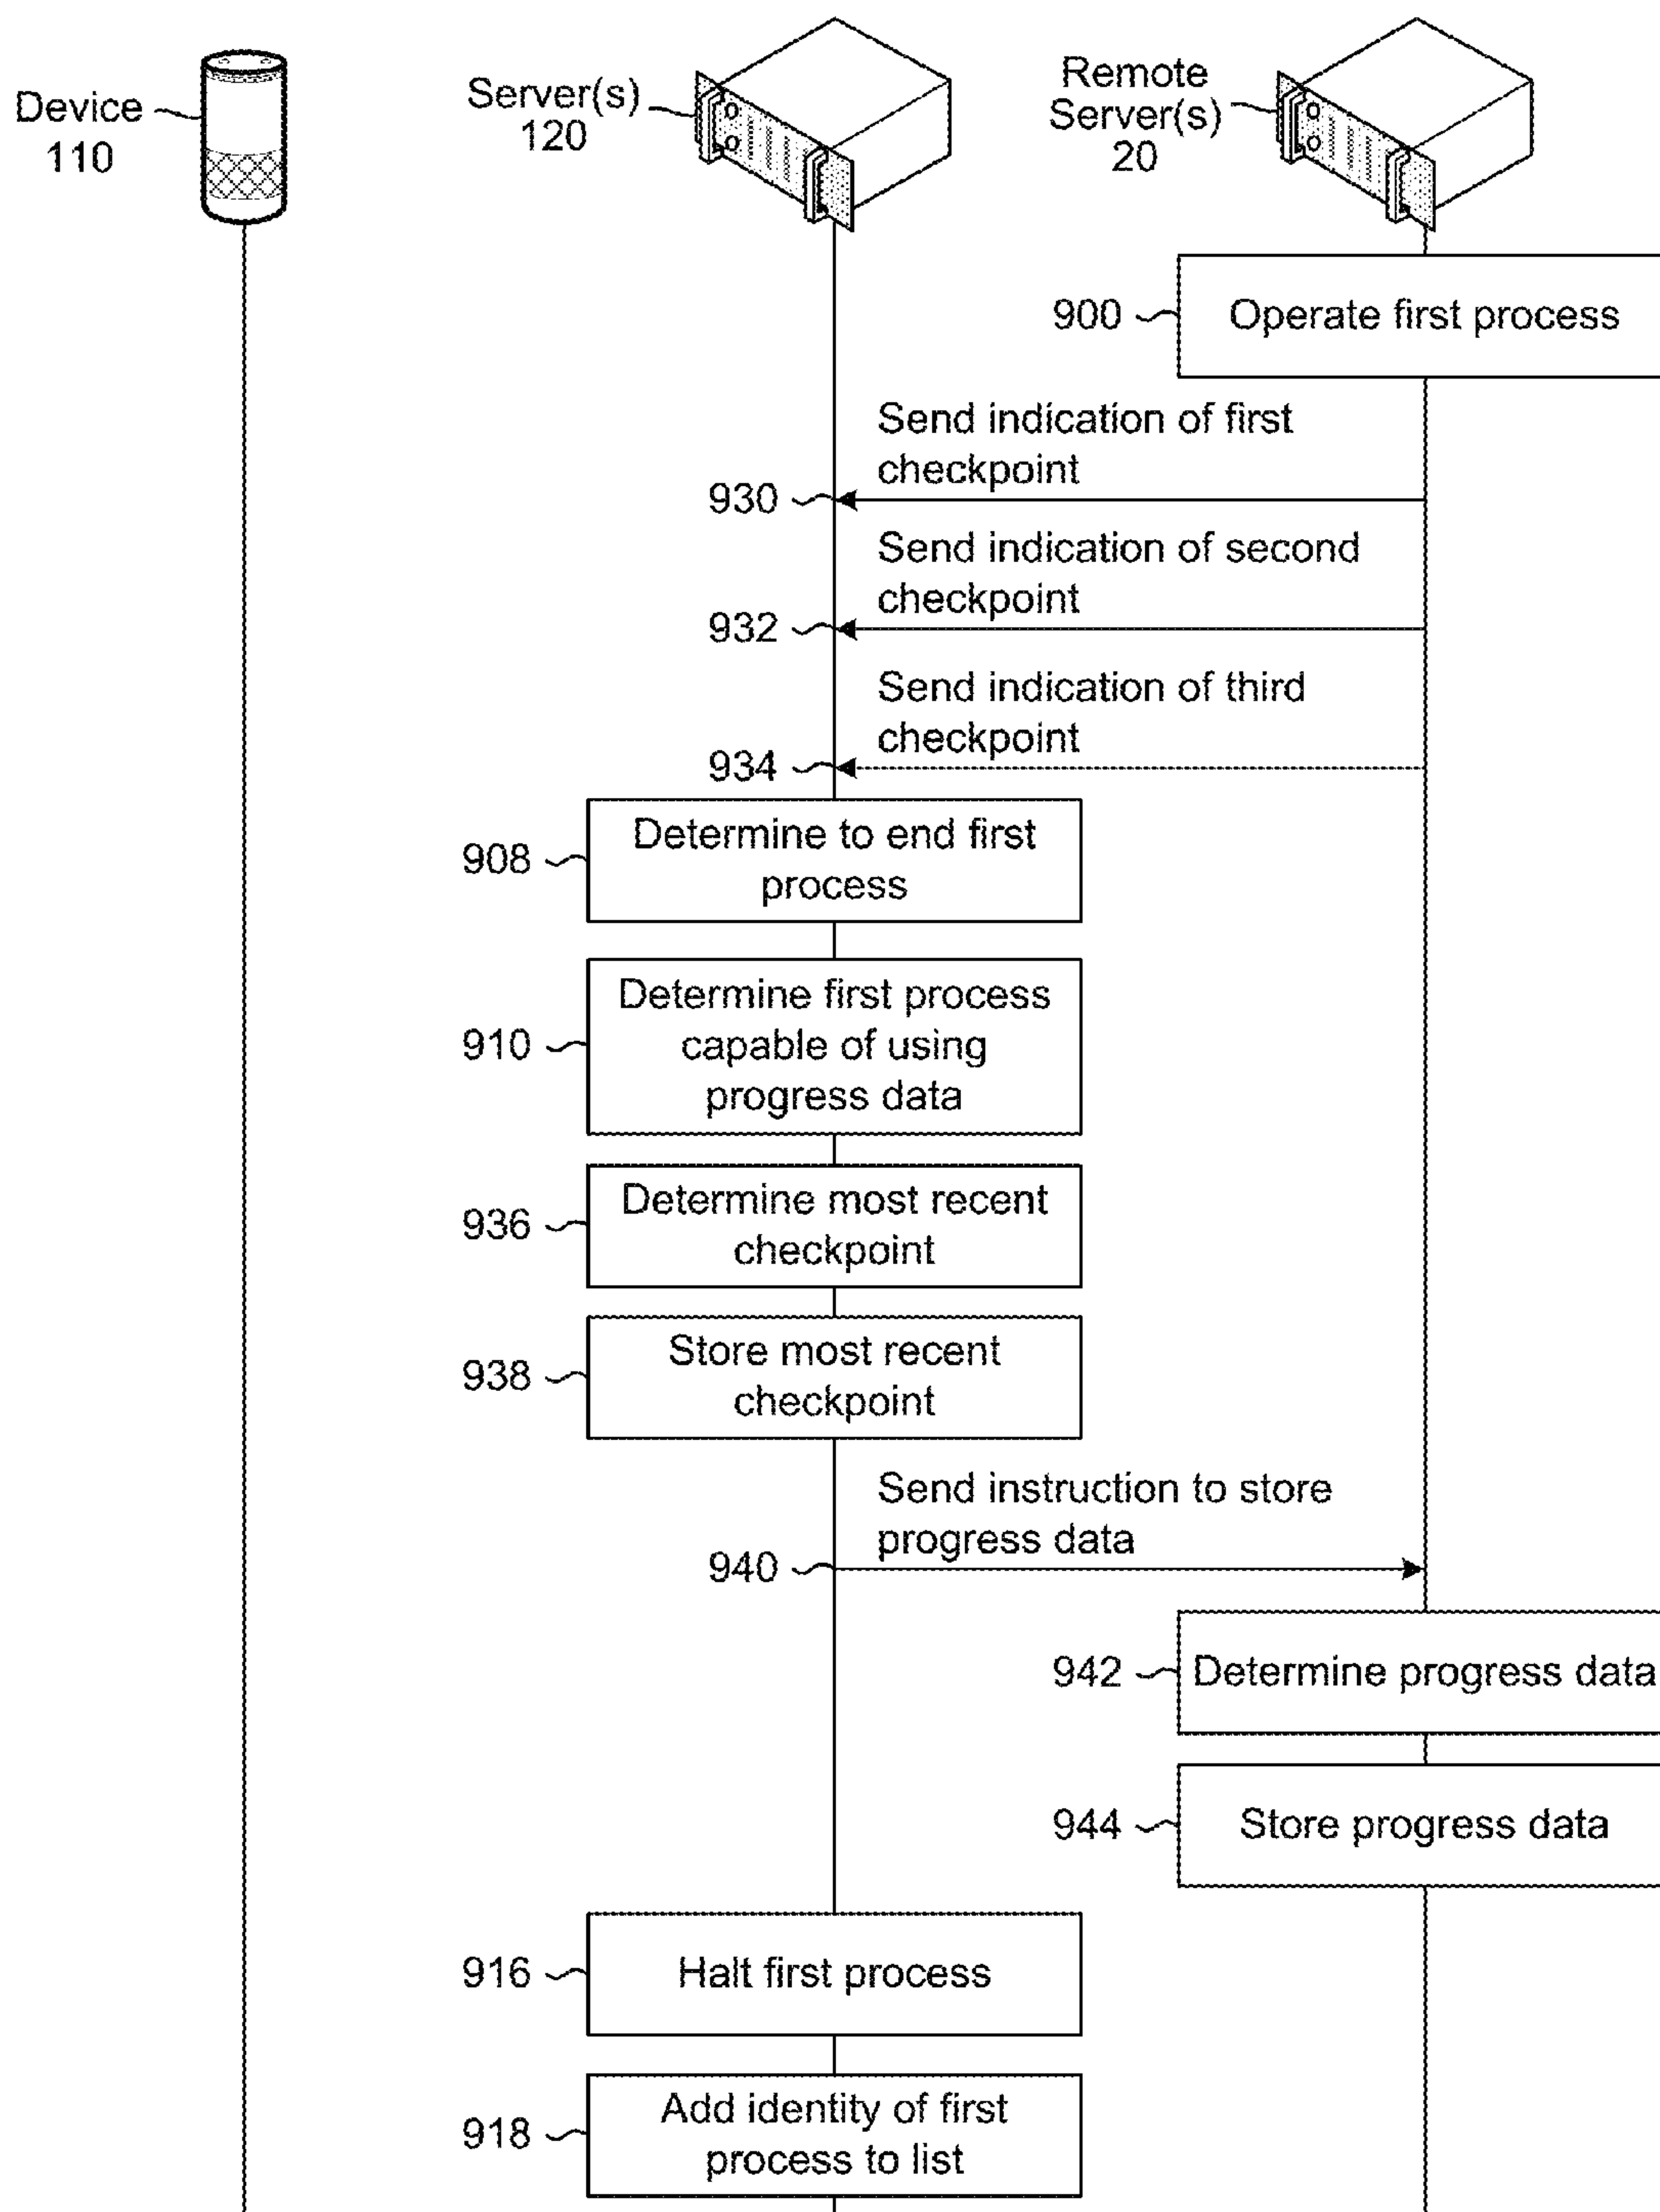 Device
110
Server(s)
120
Remote
Server(s)
20
900
Operate first process
Send indication of first
checkpoint
930
Send indication of second
checkpoint
932
Send indication of third
checkpoint
934
908
Determine to end first
process
910
Determine first process
capable of using
progress data
936
Determine most recent
checkpoint
938
Store most recent
checkpoint
Send instruction to store
progress data
940
942
Determine progress data
944
Store progress data
916
Halt first process
918
Add identity of first
process to list